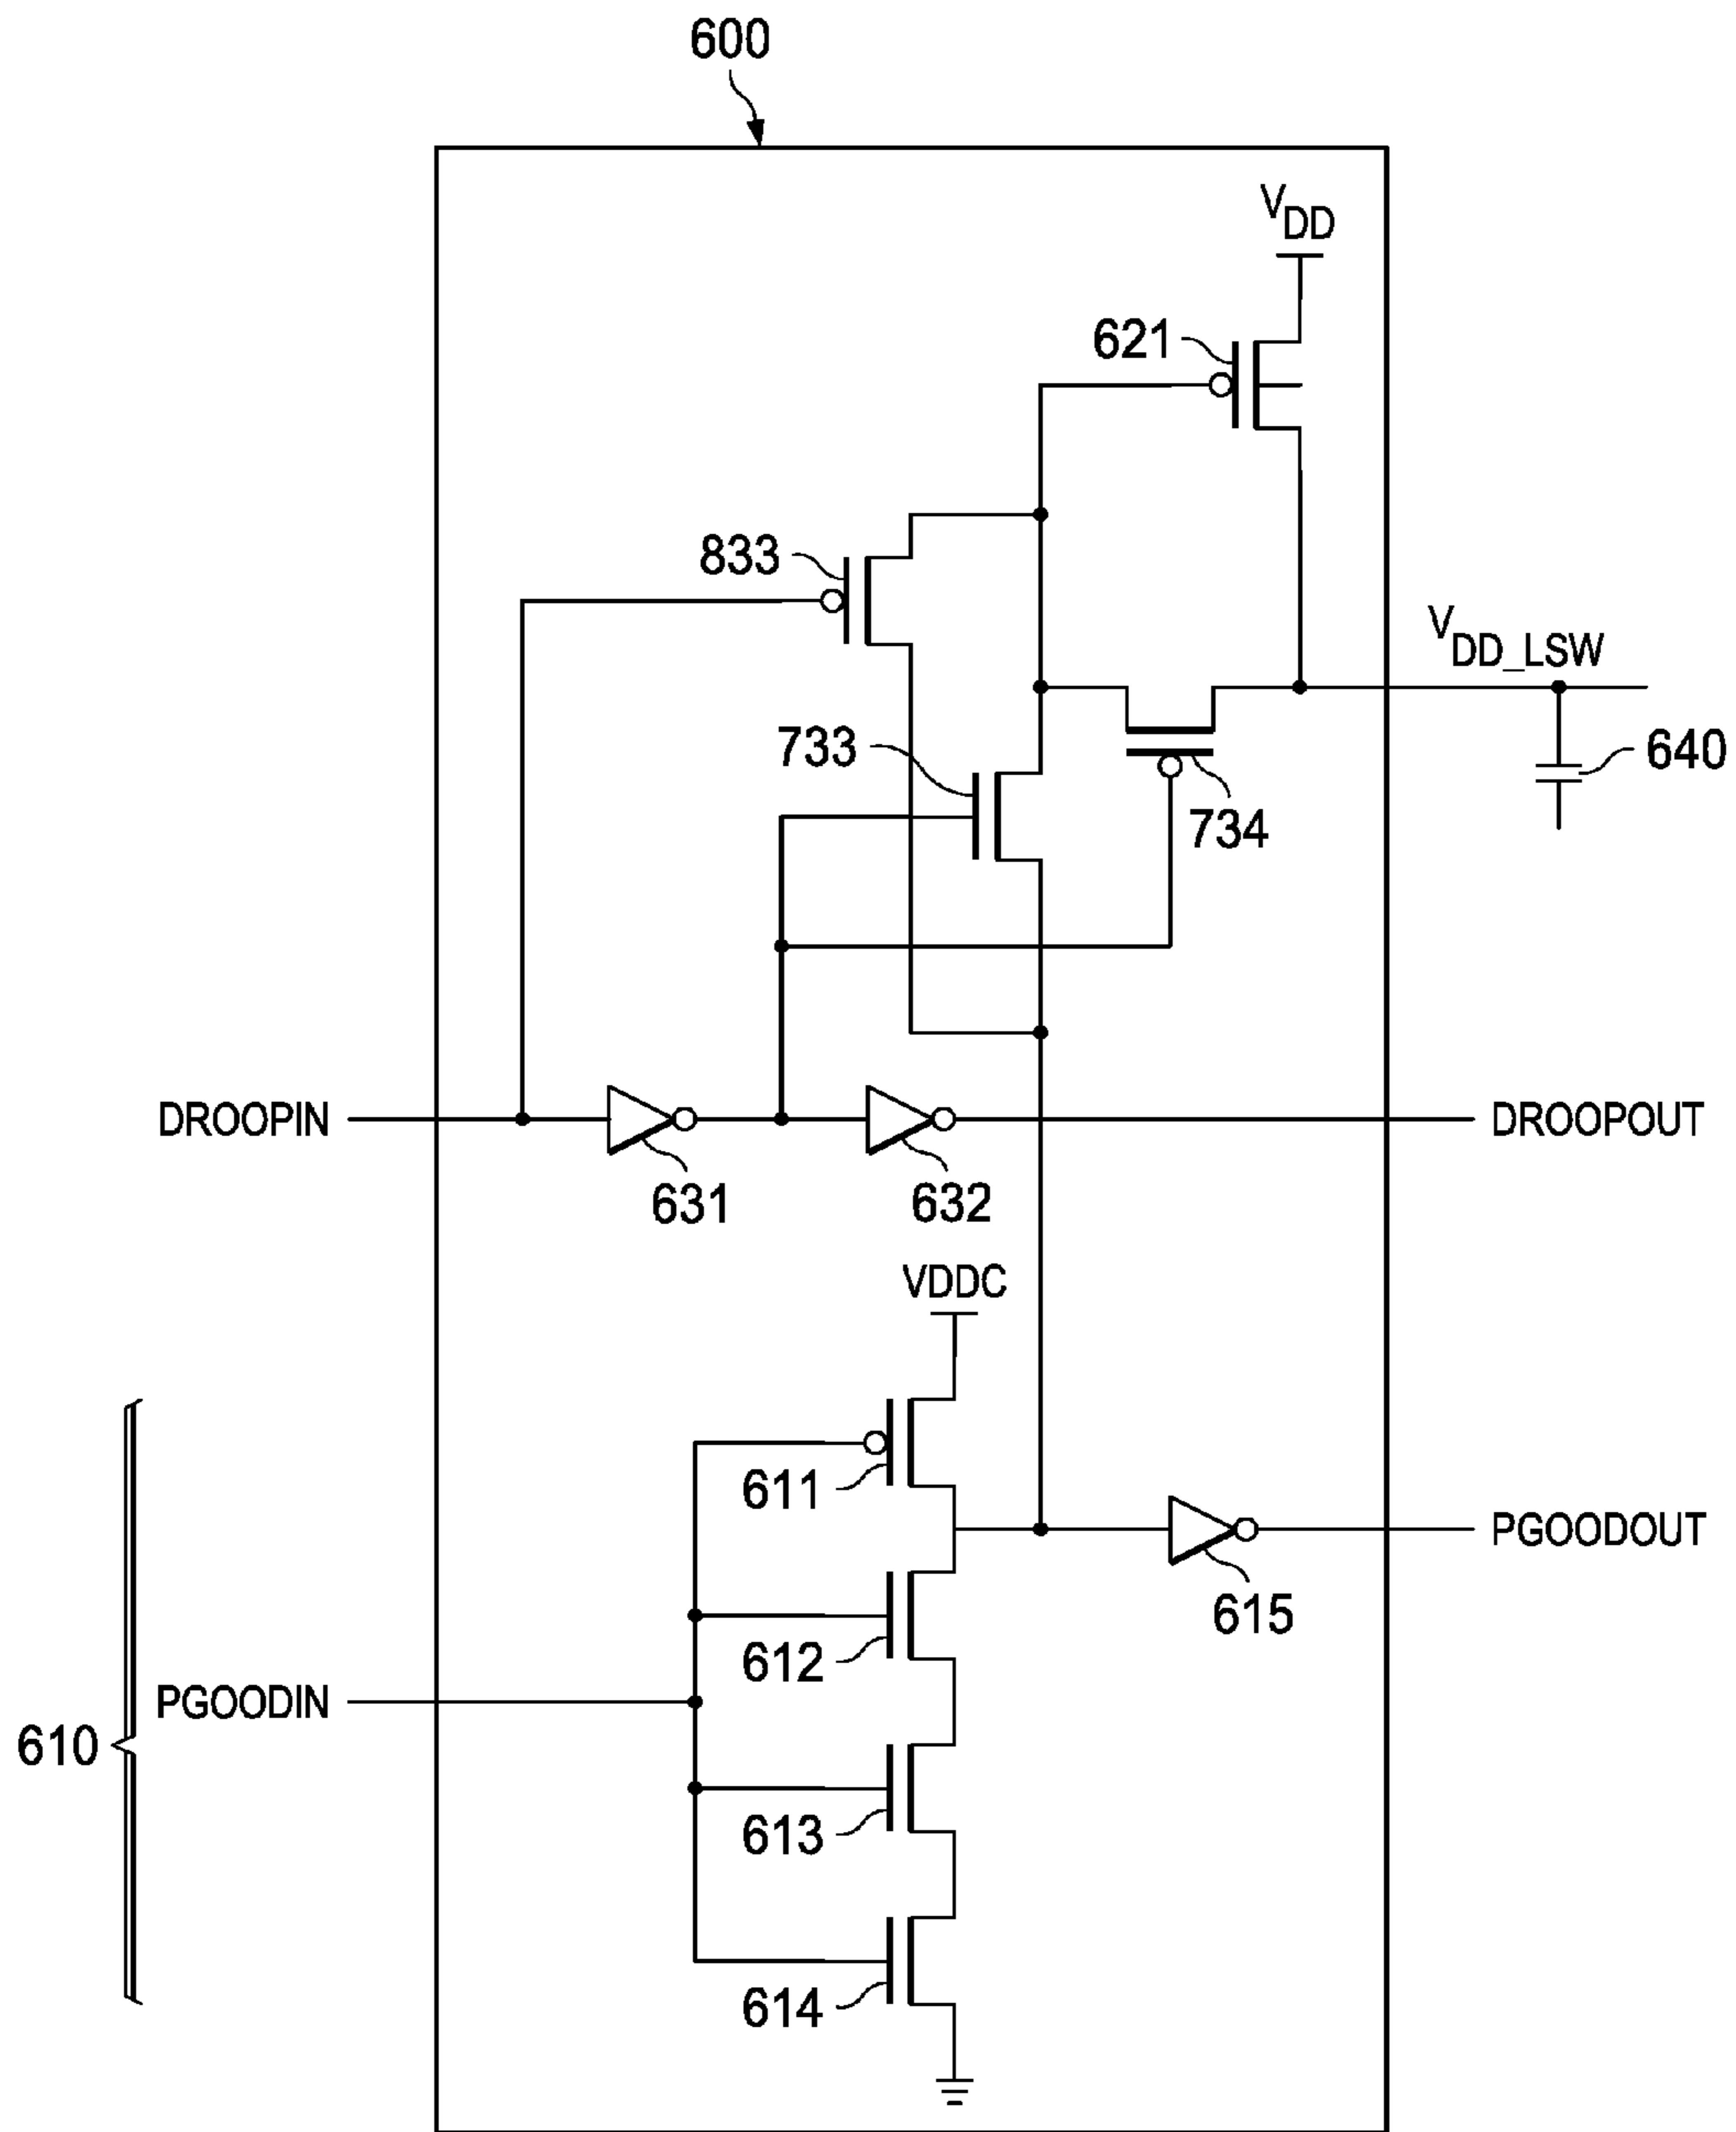 600
VDD
621
833
VDD_LSW
733
640
734
DROOPIN
DROOPOUT
631
632
VDDC
611
PGOODOUT
615
612
PGOODIN
610
613
614